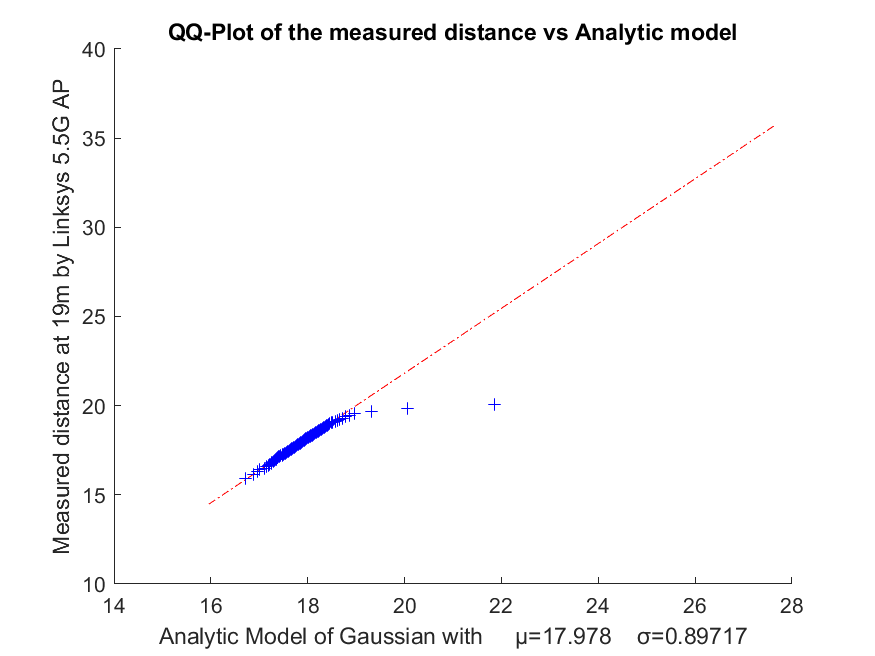 QQ-Plot of the measured distance vs Analytic model
Measured distance at 19m by Linksys 5.5G AP
40
35
30
25
20
15
10
14 16 18 20 22 24 26 28
Analytic Model of Gaussian with μ=17.978 σ=0.89717